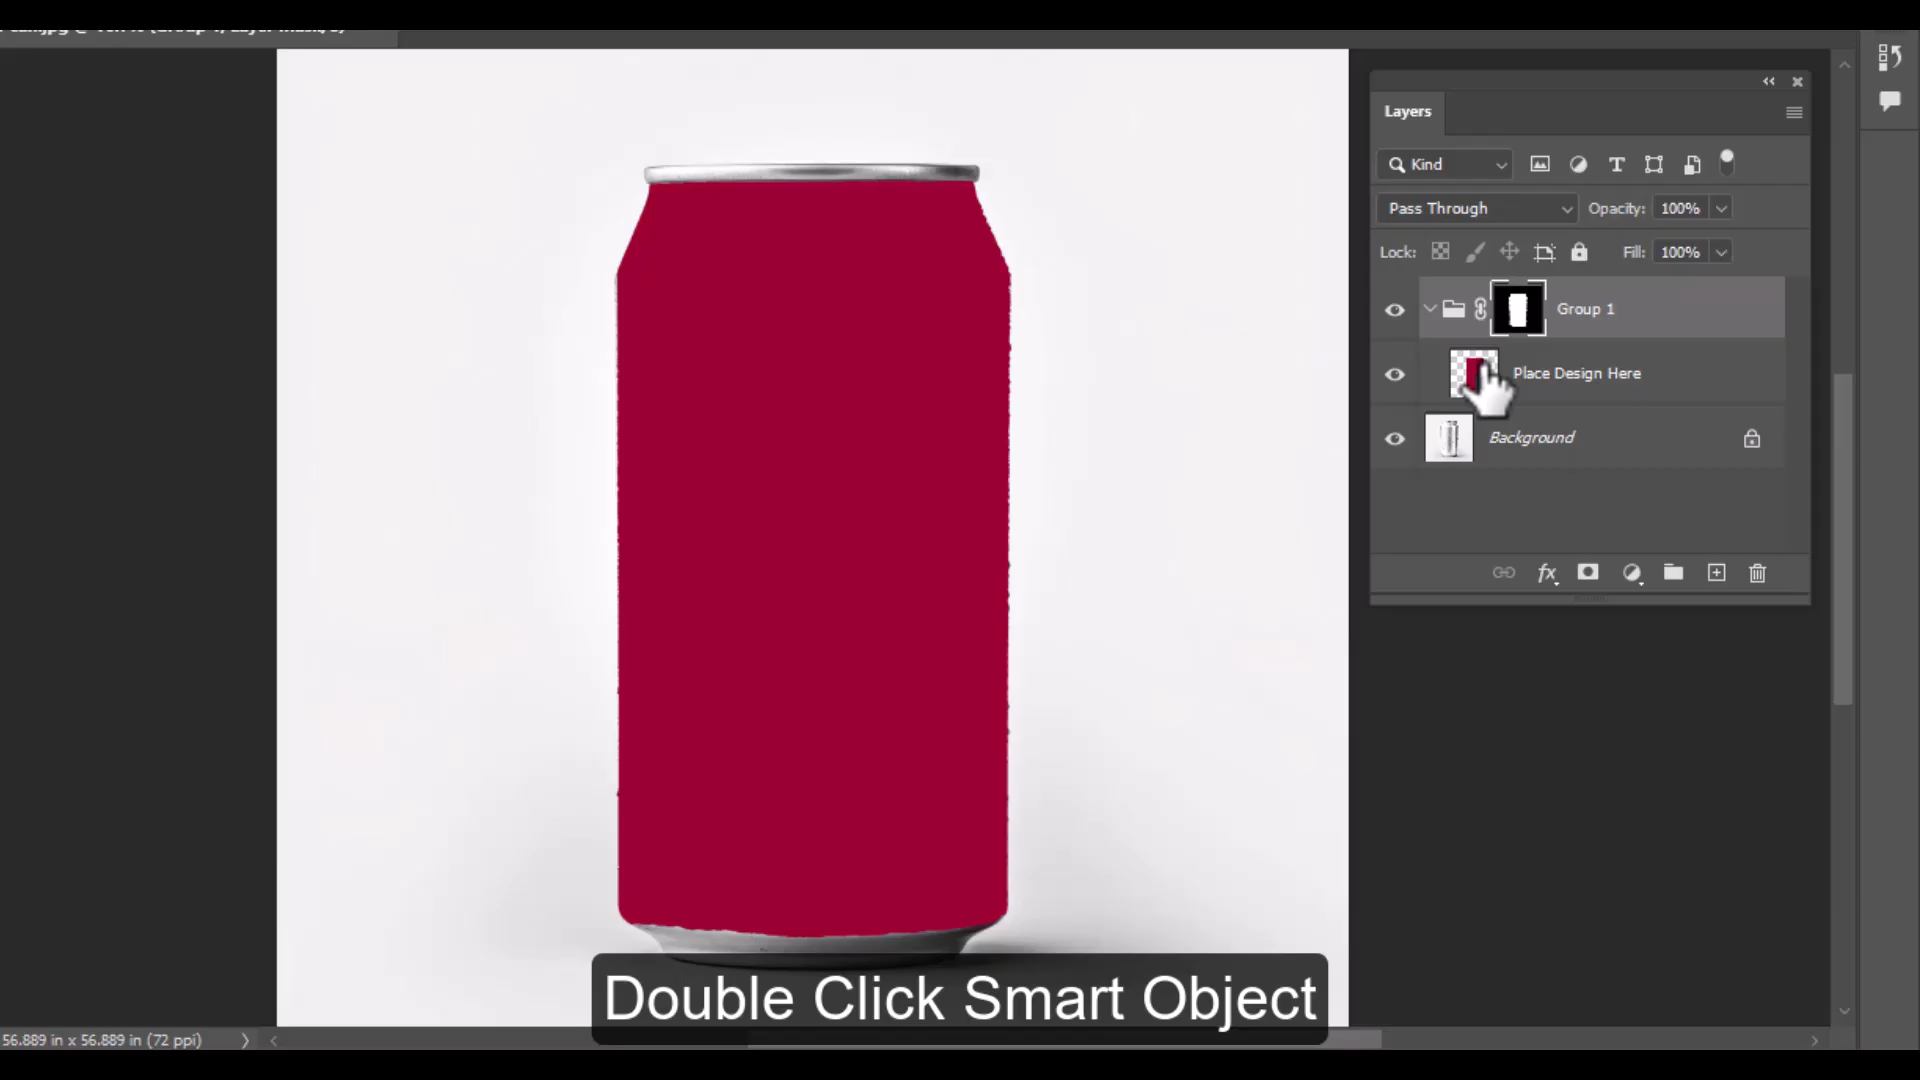 Layers
Kind
Pass Through
Opacity: 100%
Lock:
Fill: 100%
Group 1
Place Design Here
Background
Double Click Smart Object
56.889 in x 56.889 in (72 ppi)